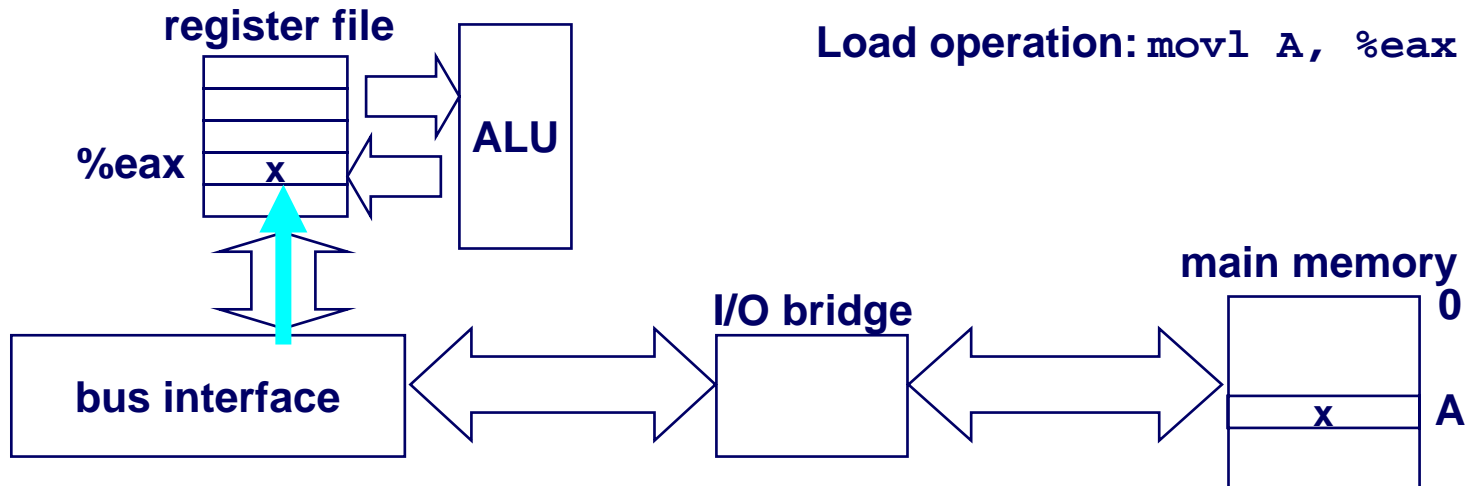 register file
Load operation: movl A, %eax
ALU
%eax
x
main memory
I/O bridge
0
bus interface
x
A